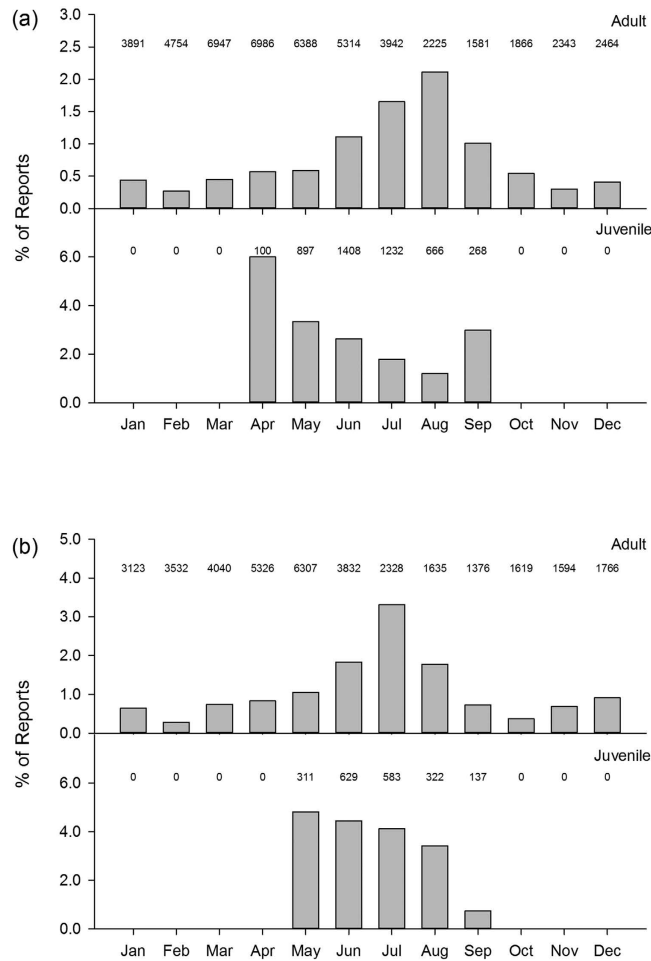 (a)
3.0
Adult
3891 4754 6947 6986 6388 5314 3942 2225 1581 1866 2343 2464
2.5
2.0
1.5
1.0
0.5
0.0
% of Reports
Juvenile
0 0 0 100 897 1408 1232 666 268 0 0 0
6.0
4.0
2.0
0.0
Jan Feb Mar Apr May Jun Jul Aug Sep Oct Nov Dec
(b)
5.0
Adult
3123 3532 4040 5326 6307 3832 2328 1635 1376 1619 1594 1766
4.0
3.0
2.0
1.0
0.0
% of Reports
Juvenile
0 0 0 0 311 629 583 322 137 0 0 0
6.0
4.0
2.0
0.0
Jan Feb Mar Apr May Jun Jul Aug Sep Oct Nov Dec